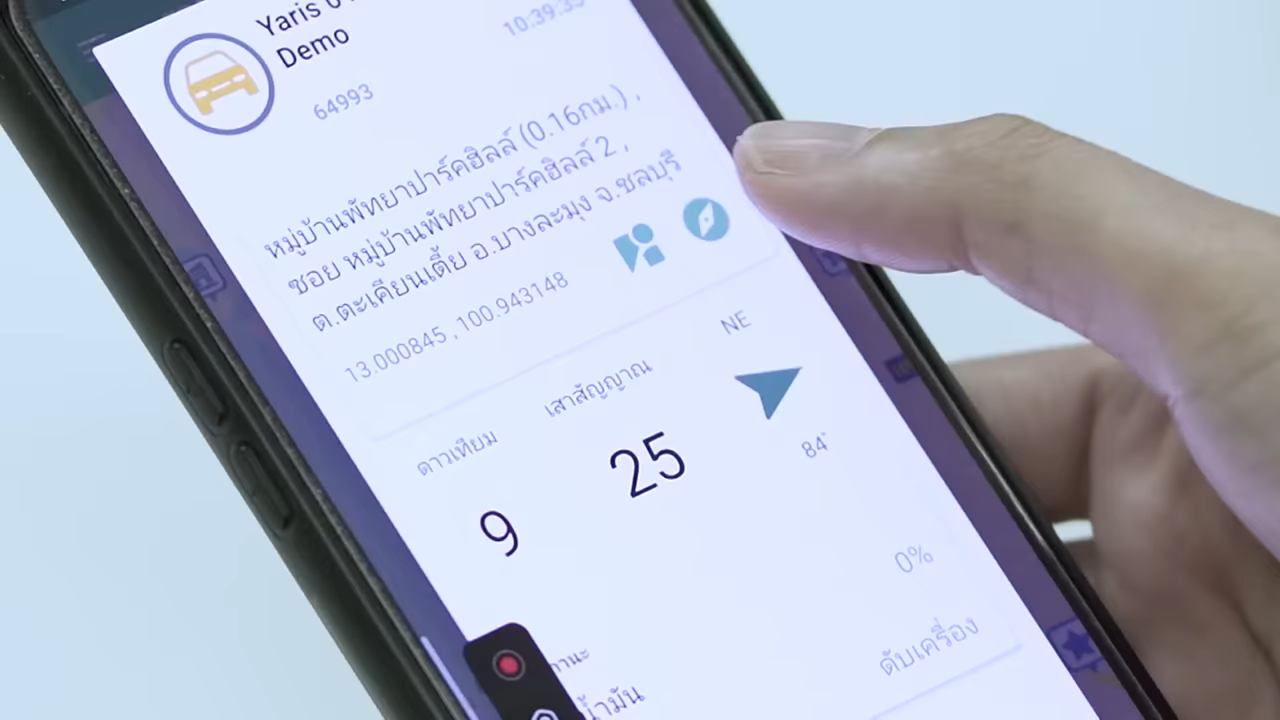 Yaris
Demo
10:39:35
64993
หมู่บ้านพัทยาปาร์คฮิลล์ (0.16กม.) ,
ซอย หมู่บ้านพัทยาปาร์คฮิลล์ 2 ,
ต.ตะเคียนเตี้ย อ.บางละมุง จ.ชลบุรี
13.000845 , 100.943148
ดาวเทียม เสาสัญญาณ NE
9 25 84°
0%
ดับเครื่อง